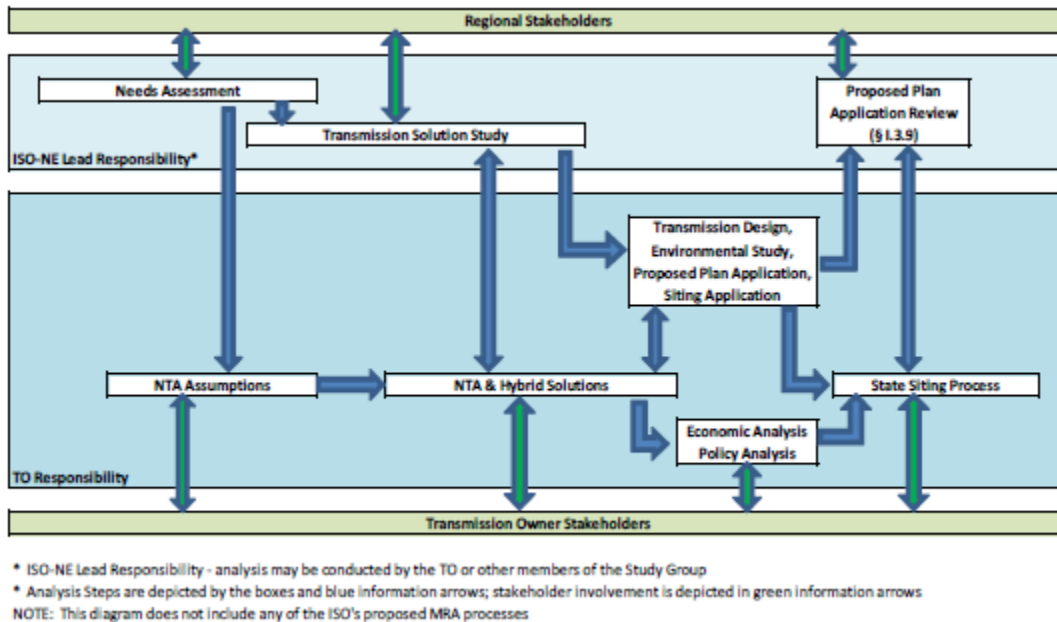 Regional Stakeholders
Needs Assessment
Transmission Solution Study
Proposed Plan
Application Review
(§ I.3.9)
ISO-NE Lead Responsibility*
Transmission Design,
Environmental Study,
Proposed Plan Application,
Siting Application
NTA Assumptions
NTA & Hybrid Solutions
State Siting Process
Economic Analysis
Policy Analysis
TO Responsibility
Transmission Owner Stakeholders
* ISO-NE Lead Responsibility - analysis may be conducted by the TO or other members of the Study Group
* Analysis Steps are depicted by the boxes and blue information arrows; stakeholder involvement is depicted in green information arrows
NOTE: This diagram does not include any of the ISO's proposed MRA processes